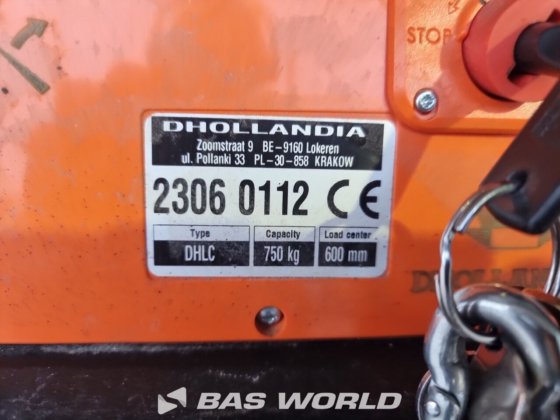 STOP
DHOLLANDIA
Zoomstraat 9 BE-9160 Lokeren
ul. Pollanki 33 PL-30-858 KRAKOW
2306 0112 CE
Type Capacity Load center
DHLC 750 kg 600 mm
DHOLLAN
BAS WORLD